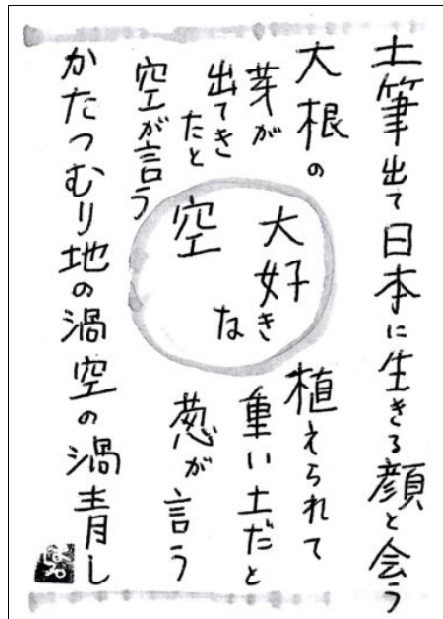 土筆出て日本に生きる顔と会う
大根の
芽が
出てき
たと
空が言う
大好き
な
空
植えられて
重い土だと
葱が言う
かたつむり地の渦空の渦青し